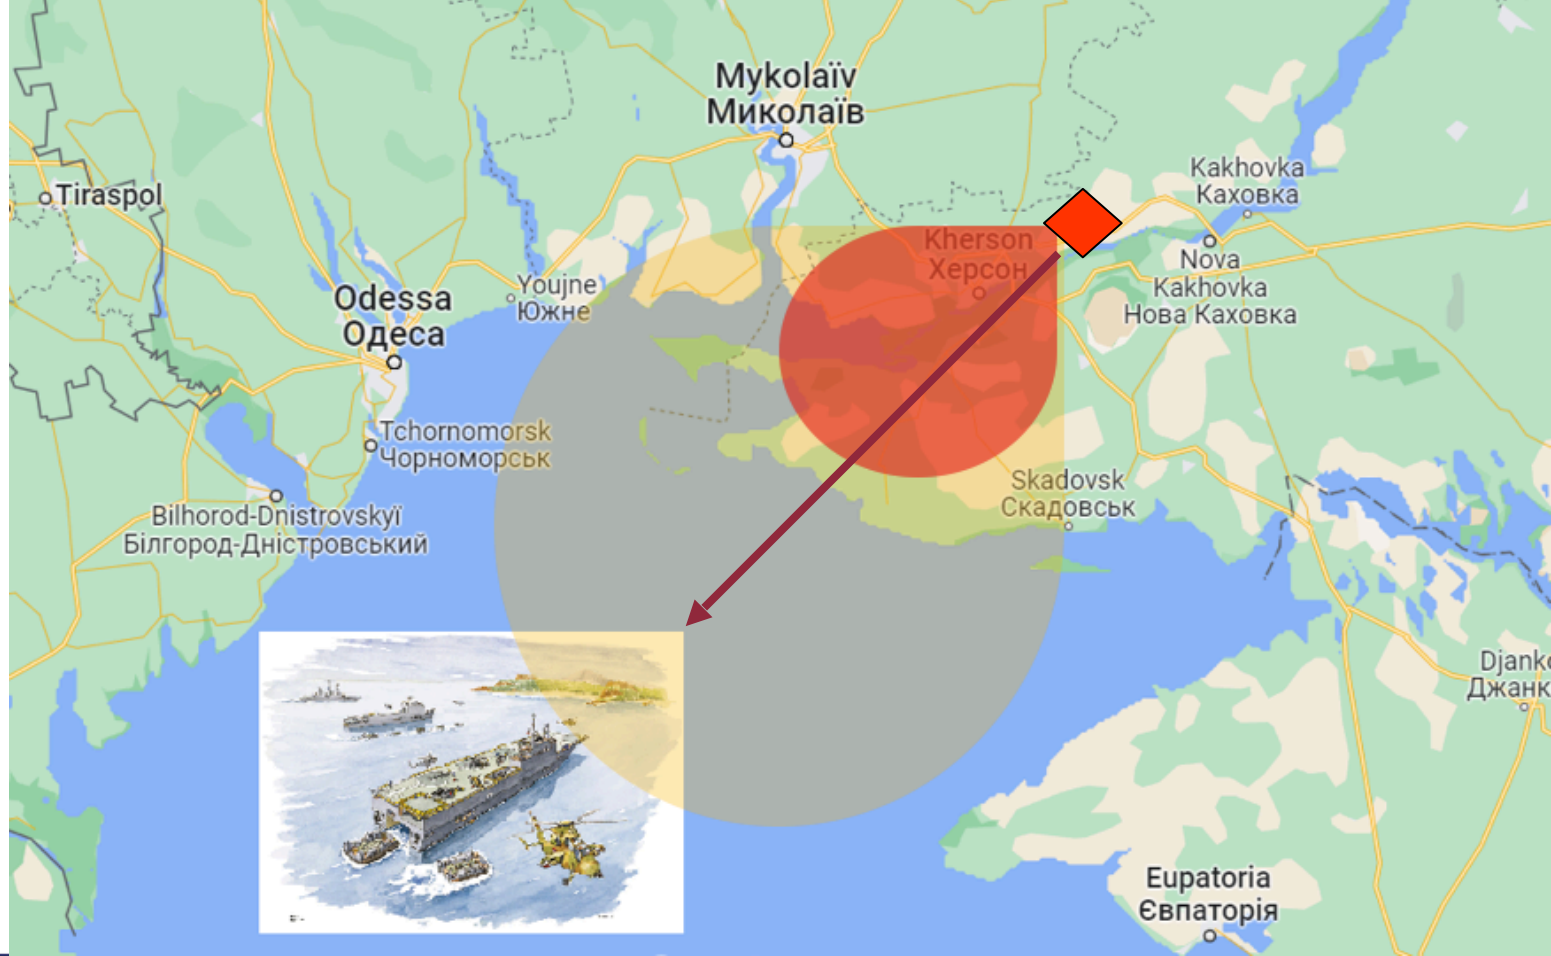 Mykolaïv
Миколаїв
Kakhovka
Каховка
Tiraspol
Kherson
Херсон
Nova
Kakhovka
Нова Каховка
Youjne
Южне
Odessa
Одеса
Tchornomorsk
Чорноморськ
Skadovsk
Скадовськ
Bilhorod-Dnistrovskyï
Білгород-Дністровський
Djanko
Джанк
Eupatoria
Євпаторія